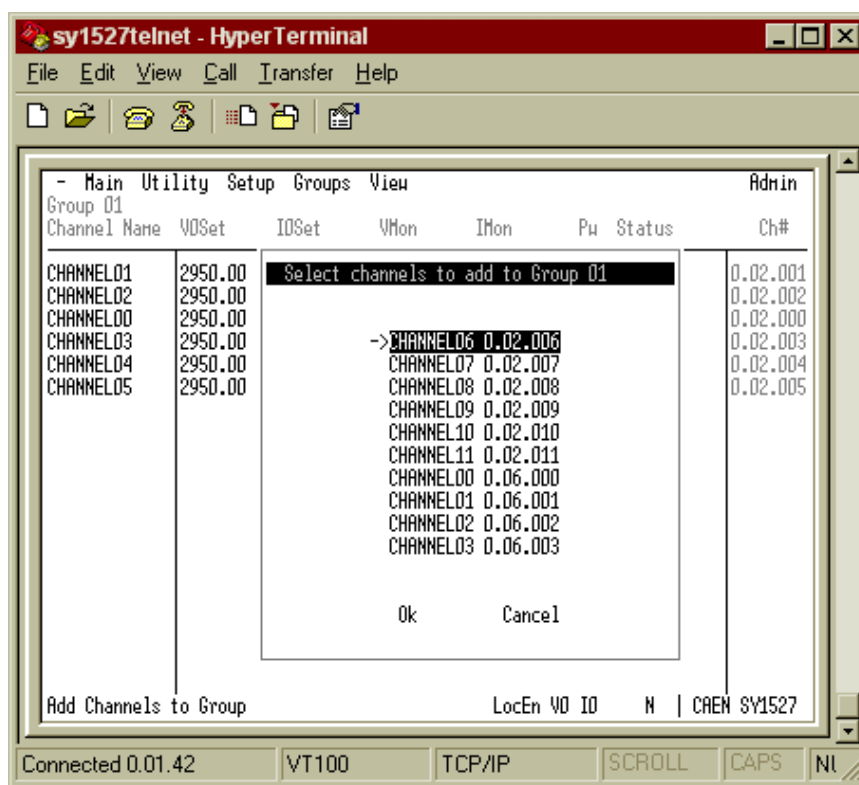 sy1527telnet - HyperTerminal
File Edit View Call Transfer Help
- Main Utility Setup Groups View Admin
Group 01
Channel Name V0Set I0Set VMon IMon Pw Status Ch#
CHANNEL01 2950.00 Select channels to add to Group 01 0.02.001
CHANNEL02 2950.00 0.02.002
CHANNEL00 2950.00 0.02.000
CHANNEL03 2950.00 ->CHANNEL06 0.02.006 0.02.003
CHANNEL04 2950.00 CHANNEL07 0.02.007 0.02.004
CHANNEL05 2950.00 CHANNEL08 0.02.008 0.02.005
CHANNEL09 0.02.009
CHANNEL10 0.02.010
CHANNEL11 0.02.011
CHANNEL00 0.06.000
CHANNEL01 0.06.001
CHANNEL02 0.06.002
CHANNEL03 0.06.003
Ok Cancel
Add Channels to Group LocEn V0 I0 N | CAEN SY1527
Connected 0.01.42 VT100 TCP/IP SCROLL CAPS